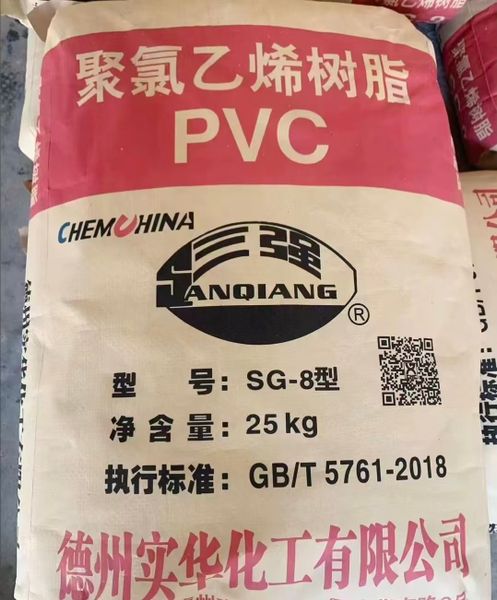 聚氯乙烯树脂
PVC
CHEMCHINA
三强
SANQIANG
®
型 号: SG-8型
净含量: 25kg
执行标准: GB/T 5761-2018
德州实华化工有限公司